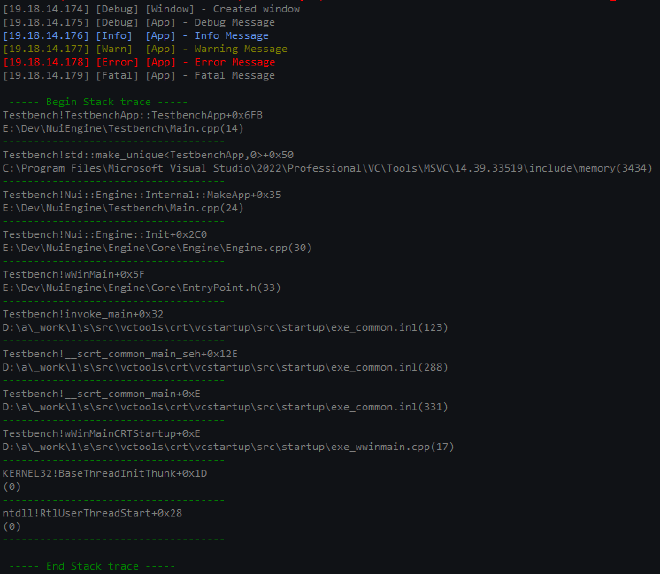 [19.18.14.174] [Debug] [Window] - Created window
[19.18.14.175] [Debug] [App] - Debug Message
[19.18.14.176] [Info] [App] - Info Message
[19.18.14.177] [Warn] [App] - Warning Message
[19.18.14.178] [Error] [App] - Error Message
[19.18.14.179] [Fatal] [App] - Fatal Message
----- Begin Stack trace -----
Testbench!TestbenchApp::TestbenchApp+0x6FB
E:\Dev\NuiEngine\Testbench\Main.cpp(14)
-----------------------------------
Testbench!std::make_unique<TestbenchApp,0>+0x50
C:\Program Files\Microsoft Visual Studio\2022\Professional\VC\Tools\MSVC\14.39.33519\include\memory(3434)
-----------------------------------
Testbench!Nui::Engine::Internal::MakeApp+0x35
E:\Dev\NuiEngine\Testbench\Main.cpp(24)
-----------------------------------
Testbench!Nui::Engine::Init+0x2C0
E:\Dev\NuiEngine\Engine\Core\Engine\Engine.cpp(30)
-----------------------------------
Testbench!wWinMain+0x5F
E:\Dev\NuiEngine\Engine\Core\EntryPoint.h(33)
-----------------------------------
Testbench!invoke_main+0x32
D:\a\_work\1\s\src\vctools\crt\vcstartup\src\startup\exe_common.inl(123)
-----------------------------------
Testbench!__scrt_common_main_seh+0x12E
D:\a\_work\1\s\src\vctools\crt\vcstartup\src\startup\exe_common.inl(288)
-----------------------------------
Testbench!__scrt_common_main+0xE
D:\a\_work\1\s\src\vctools\crt\vcstartup\src\startup\exe_common.inl(331)
-----------------------------------
Testbench!wWinMainCRTStartup+0xE
D:\a\_work\1\s\src\vctools\crt\vcstartup\src\startup\exe_wwinmain.cpp(17)
-----------------------------------
KERNEL32!BaseThreadInitThunk+0x1D
(0)
-----------------------------------
ntdll!RtlUserThreadStart+0x28
(0)
-----------------------------------
----- End Stack trace -----